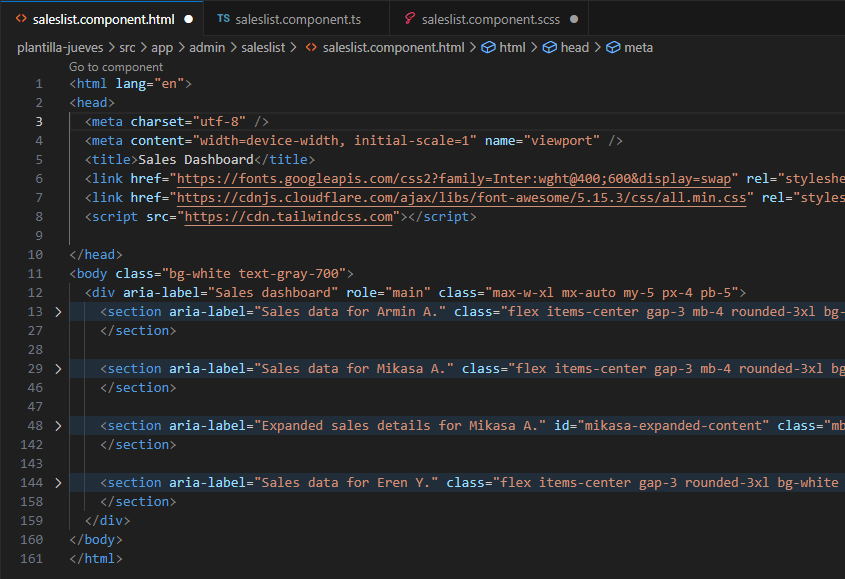 saleslist.component.html
TS saleslist.component.ts
saleslist.component.scss
plantilla-jueves > src > app > admin > saleslist > saleslist.component.html > html > head > meta
Go to component
1 <html lang="en">
2 <head>
3 <meta charset="utf-8" />
4 <meta content="width=device-width, initial-scale=1" name="viewport" />
5 <title>Sales Dashboard</title>
6 <link href="https://fonts.googleapis.com/css2?family=Inter:wght@400;600&display=swap" rel="styleshe
7 <link href="https://cdnjs.cloudflare.com/ajax/libs/font-awesome/5.15.3/css/all.min.css" rel="styles
8 <script src="https://cdn.tailwindcss.com"></script>
9
10 </head>
11 <body class="bg-white text-gray-700">
12 <div aria-label="Sales dashboard" role="main" class="max-w-xl mx-auto my-5 px-4 pb-5">
13 <section aria-label="Sales data for Armin A." class="flex items-center gap-3 mb-4 rounded-3xl bg-
27 </section>
28
29 <section aria-label="Sales data for Mikasa A." class="flex items-center gap-3 mb-4 rounded-3xl bg
46 </section>
47
48 <section aria-label="Expanded sales details for Mikasa A." id="mikasa-expanded-content" class="mb
142 </section>
143
144 <section aria-label="Sales data for Eren Y." class="flex items-center gap-3 rounded-3xl bg-white
158 </section>
159 </div>
160 </body>
161 </html>